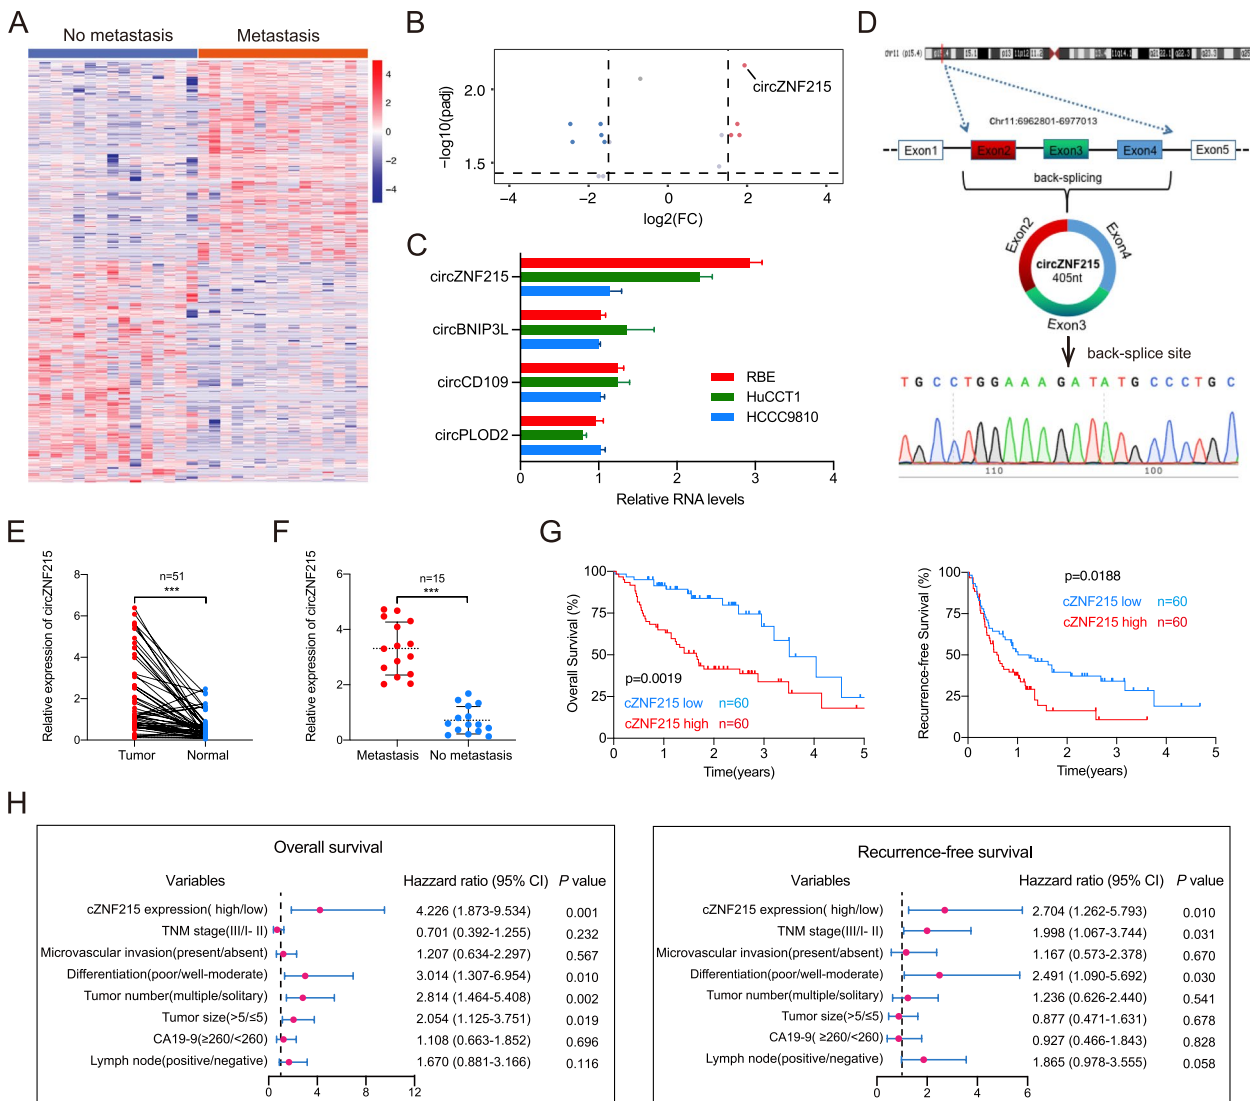 A
No metastasis
Metastasis
4
2
0
−2
−4
B
circZNF215
2.0
1.5
−log10(padj)
−4
−2
0
2
4
log2(FC)
C
circZNF215
circBNIP3L
circCD109
circPLOD2
RBE
HuCCT1
HCCC9810
0
1
2
3
4
Relative RNA levels
D
chr11 (p15.4)
Chr11:6962801-6977013
Exon1
Exon2
Exon3
Exon4
Exon5
back-splicing
Exon2
Exon4
circZNF215
405nt
Exon3
back-splice site
T G C C T G G A A A G A T A T G C C C T G C
110
100
E
Relative expression of circZNF215
8
6
4
2
0
n=51
***
Tumor
Normal
F
Relative expression of circZNF215
6
4
2
0
n=15
***
Metastasis
No metastasis
G
Overall Survival (%)
100
75
50
25
0
p=0.0019
cZNF215 low n=60
cZNF215 high n=60
0 1 2 3 4 5
Time(years)
Recurrence-free Survival (%)
100
75
50
25
0
p=0.0188
cZNF215 low n=60
cZNF215 high n=60
0 1 2 3 4 5
Time(years)
H
Overall survival
Variables Hazzard ratio (95% CI) P value
cZNF215 expression( high/low) 4.226 (1.873-9.534) 0.001
TNM stage(III/I- II) 0.701 (0.392-1.255) 0.232
Microvascular invasion(present/absent) 1.207 (0.634-2.297) 0.567
Differentiation(poor/well-moderate) 3.014 (1.307-6.954) 0.010
Tumor number(multiple/solitary) 2.814 (1.464-5.408) 0.002
Tumor size(>5/≤5) 2.054 (1.125-3.751) 0.019
CA19-9(≥260/<260) 1.108 (0.663-1.852) 0.696
Lymph node(positive/negative) 1.670 (0.881-3.166) 0.116
0 4 8 12
Recurrence-free survival
Variables Hazzard ratio (95% CI) P value
cZNF215 expression( high/low) 2.704 (1.262-5.793) 0.010
TNM stage(III/I- II) 1.998 (1.067-3.744) 0.031
Microvascular invasion(present/absent) 1.167 (0.573-2.378) 0.670
Differentiation(poor/well-moderate) 2.491 (1.090-5.692) 0.030
Tumor number(multiple/solitary) 1.236 (0.626-2.440) 0.541
Tumor size(>5/≤5) 0.877 (0.471-1.631) 0.678
CA19-9( ≥260/<260) 0.927 (0.466-1.843) 0.828
Lymph node(positive/negative) 1.865 (0.978-3.555) 0.058
0 2 4 6